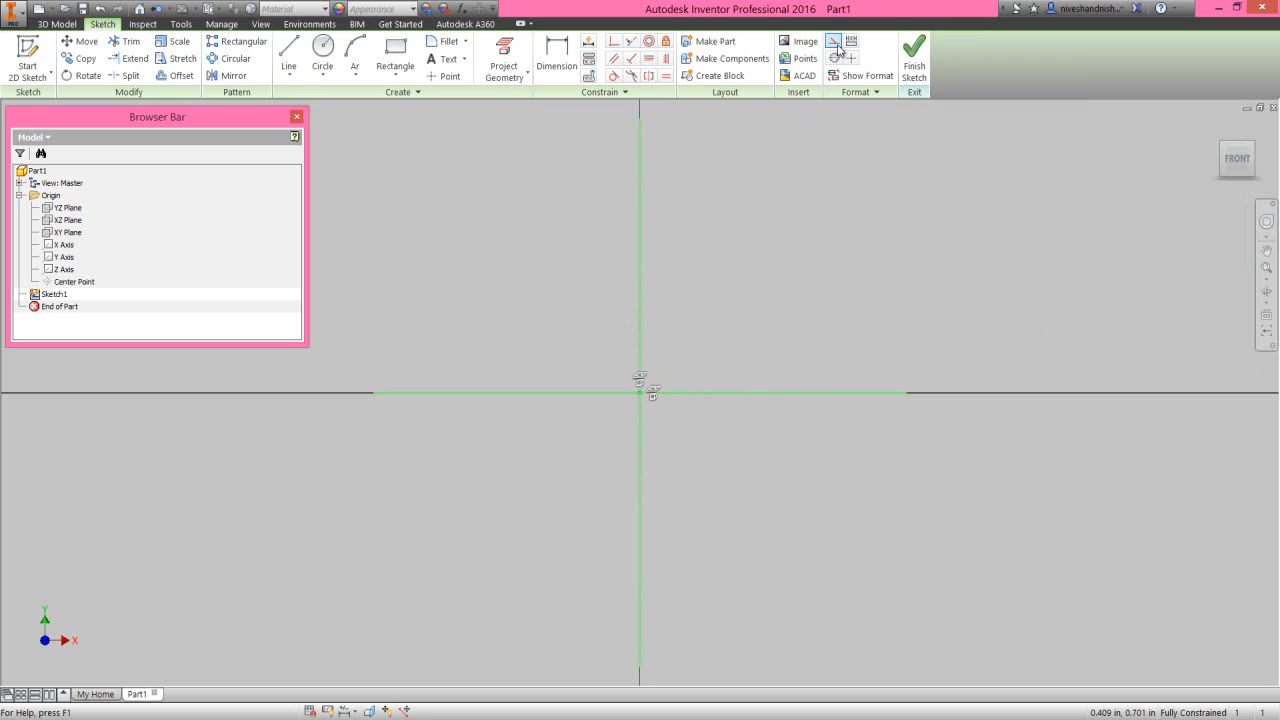 Material
Appearance
Autodesk Inventor Professional 2016 Part1
niveshandnish...
PRO
3D Model Sketch Inspect Tools Manage View Environments BIM Get Started Autodesk A360
Move Trim Scale Rectangular Fillet Make Part Image
Start
2D Sketch
Copy Extend Stretch Circular Line Circle Arc Rectangle Text Project
Geometry Dimension Make Components Points Finish
Sketch
Rotate Split Offset Mirror Point Create Block ACAD Show Format
Sketch Modify Pattern Create Constrain Layout Insert Format Exit
Browser Bar
Model
FRONT
Part1
View: Master
Origin
YZ Plane
XZ Plane
XY Plane
X Axis
Y Axis
Z Axis
Center Point
Sketch1
End of Part
Y
X
My Home Part1
For Help, press F1 0.409 in, 0.701 in Fully Constrained 1 1